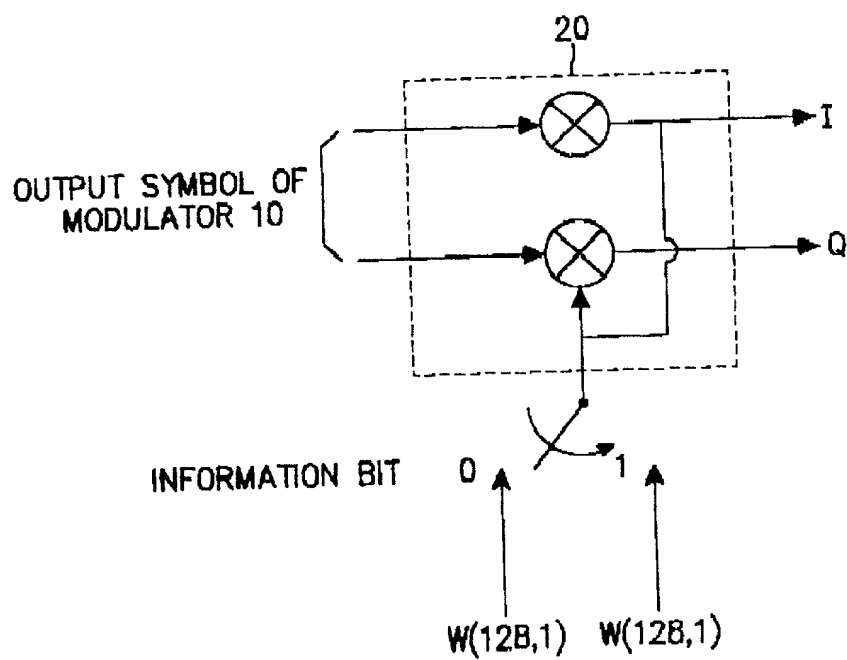 20
I
OUTPUT SYMBOL OF
MODULATOR 10
Q
INFORMATION BIT 0 1
W(128,1) W(128,1)